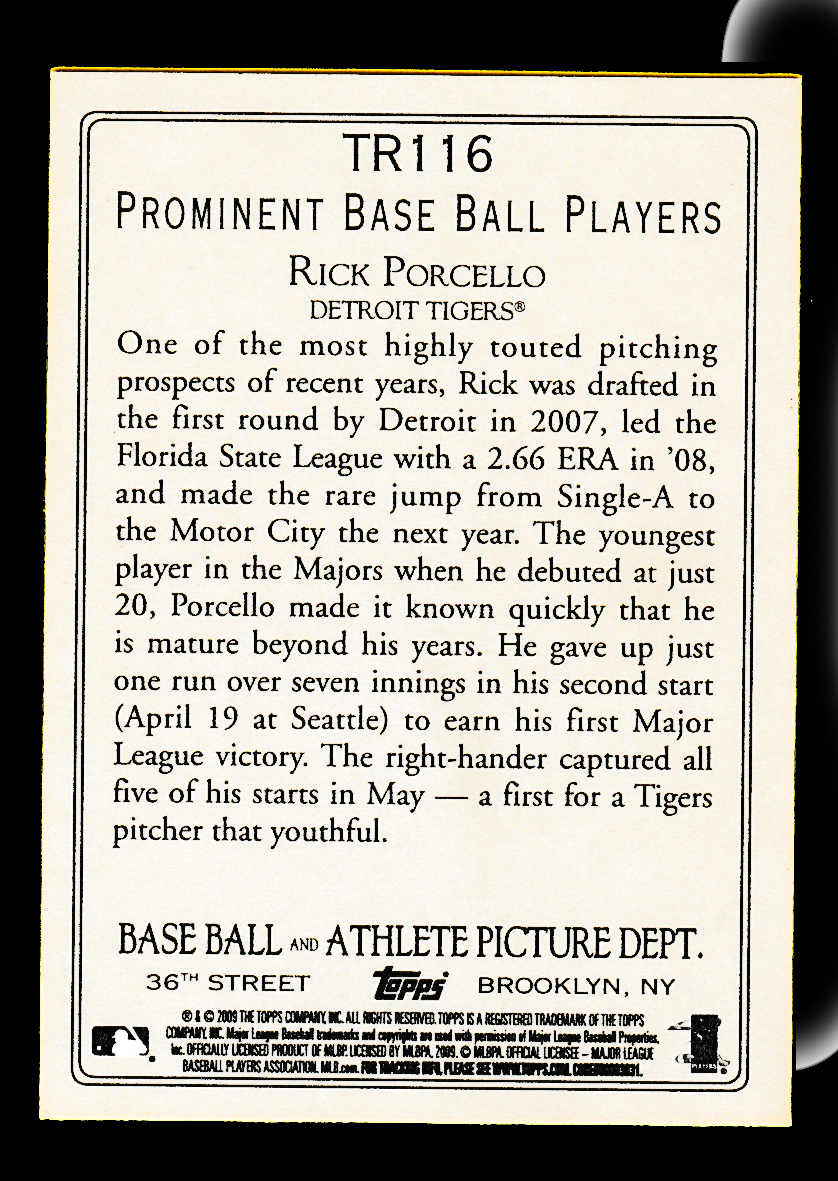 TR116
PROMINENT BASE BALL PLAYERS
RICK PORCELLO
DETROIT TIGERS®
One of the most highly touted pitching
prospects of recent years, Rick was drafted in
the first round by Detroit in 2007, led the
Florida State League with a 2.66 ERA in '08,
and made the rare jump from Single-A to
the Motor City the next year. The youngest
player in the Majors when he debuted at just
20, Porcello made it known quickly that he
is mature beyond his years. He gave up just
one run over seven innings in his second start
(April 19 at Seattle) to earn his first Major
League victory. The right-hander captured all
five of his starts in May — a first for a Tigers
pitcher that youthful.
BASE BALL AND ATHLETE PICTURE DEPT.
36TH STREET topps BROOKLYN, NY
® & © 2009 THE TOPPS COMPANY, INC. ALL RIGHTS RESERVED. TOPPS IS A REGISTERED TRADEMARK OF THE TOPPS
COMPANY, INC. Major League Baseball trademarks and copyrights are used with permission of Major League Baseball Properties,
Inc. OFFICIALLY LICENSED PRODUCT OF MLBP. LICENSED BY MLBPA, 2009. © MLBPA. OFFICIAL LICENSEE – MAJOR LEAGUE
BASEBALL PLAYERS ASSOCIATION. MLB.com. FOR TRACKING INFO, PLEASE SEE WWW.TOPPS.COM.